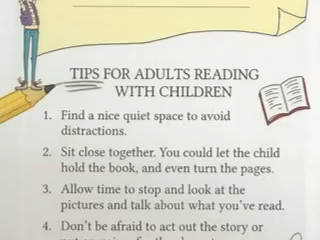 TIPS FOR ADULTS READING
WITH CHILDREN
1. Find a nice quiet space to avoid
distractions.
2. Sit close together. You could let the child
hold the book, and even turn the pages.
3. Allow time to stop and look at the
pictures and talk about what you've read.
4. Don't be afraid to act out the story or